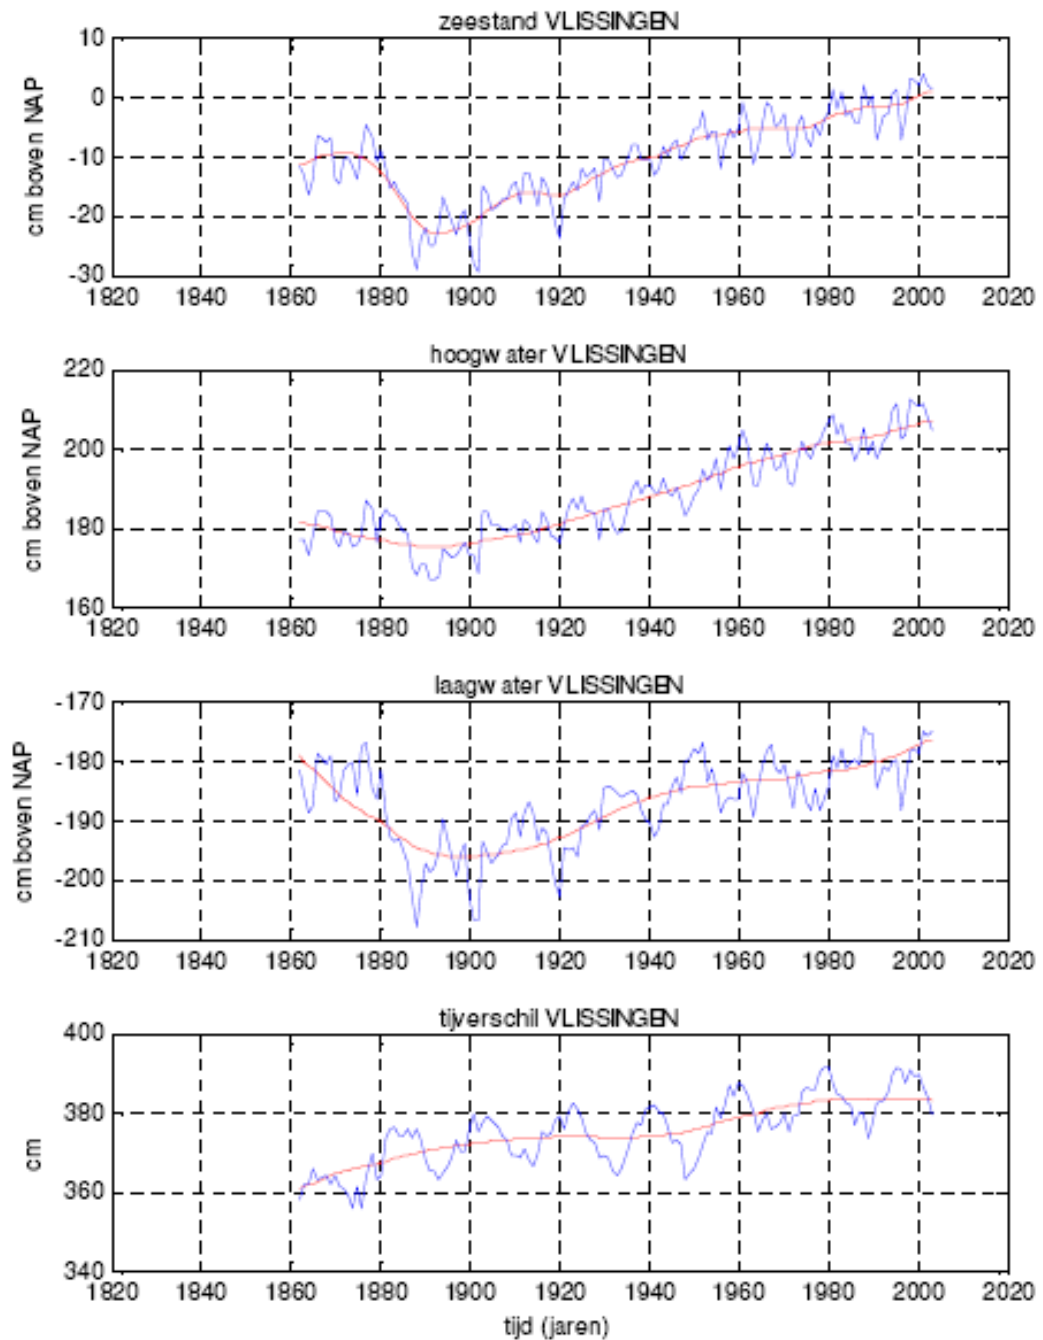 zeestand VLISSINGEN
10
0
-10
-20
-30
cm boven NAP
1820 1840 1860 1880 1900 1920 1940 1960 1980 2000 2020
hoogw ater VLISSINGEN
220
200
180
160
cm boven NAP
1820 1840 1860 1880 1900 1920 1940 1960 1980 2000 2020
laagw ater VLISSINGEN
-170
-180
-190
-200
-210
cm boven NAP
1820 1840 1860 1880 1900 1920 1940 1960 1980 2000 2020
tijverschil VLISSINGEN
400
380
360
340
cm
1820 1840 1860 1880 1900 1920 1940 1960 1980 2000 2020
tijd (jaren)